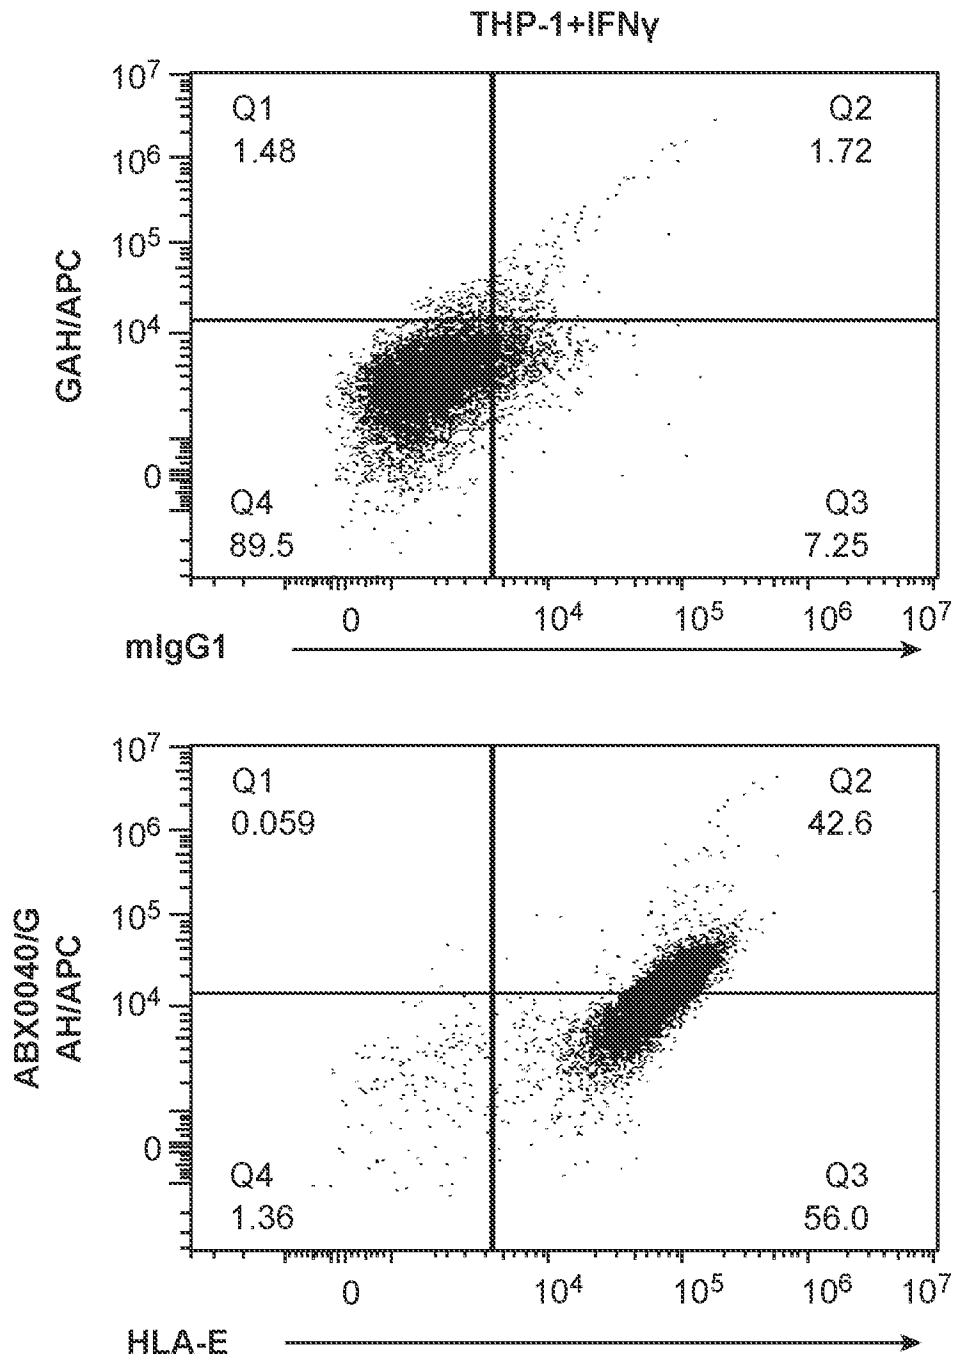 THP-1+IFNγ
10⁷
10⁶
10⁵
10⁴
0
GAH/APC
Q1
1.48
Q2
1.72
Q4
89.5
Q3
7.25
0
10⁴
10⁵
10⁶
10⁷
mIgG1
10⁷
10⁶
10⁵
10⁴
0
ABX0040/G
AH/APC
Q1
0.059
Q2
42.6
Q4
1.36
Q3
56.0
0
10⁴
10⁵
10⁶
10⁷
HLA-E